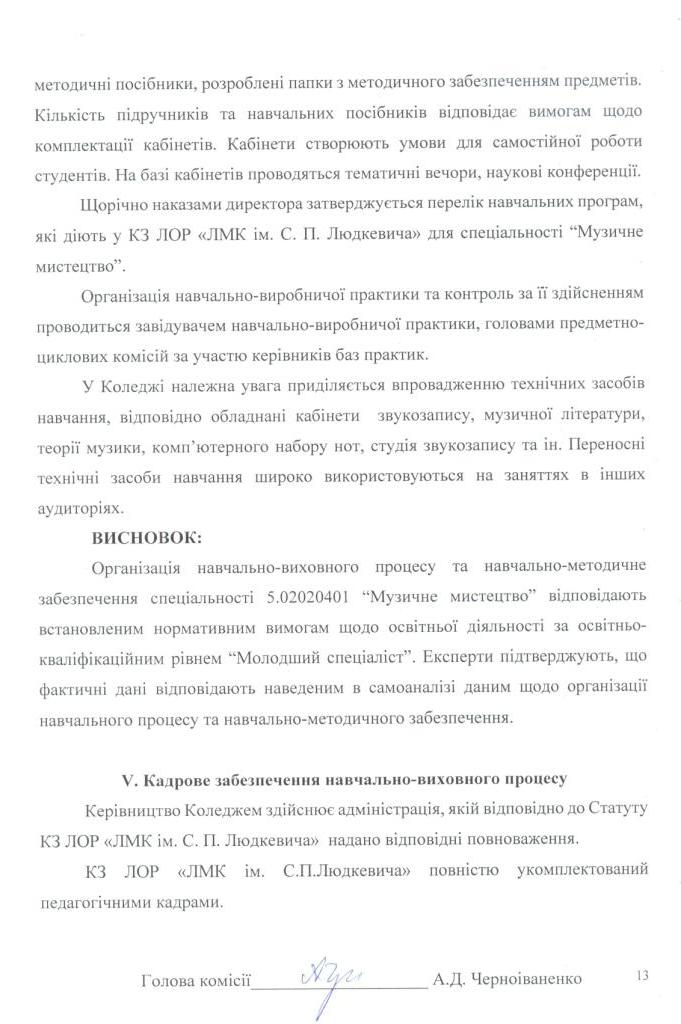 методичні посібники, розроблені папки з методичного забезпеченням предметів.
Кількість підручників та навчальних посібників відповідає вимогам щодо
комплектації кабінетів. Кабінети створюють умови для самостійної роботи
студентів. На базі кабінетів проводяться тематичні вечори, наукові конференції.
Щорічно наказами директора затверджується перелік навчальних програм,
які діють у КЗ ЛОР «ЛМК ім. С. П. Людкевича» для спеціальності “Музичне
мистецтво”.
Організація навчально-виробничої практики та контроль за її здійсненням
проводиться завідувачем навчально-виробничої практики, головами предметно-
циклових комісій за участю керівників баз практик.
У Коледжі належна увага приділяється впровадженню технічних засобів
навчання, відповідно обладнані кабінети звукозапису, музичної літератури,
теорії музики, комп’ютерного набору нот, студія звукозапису та ін. Переносні
технічні засоби навчання широко використовуються на заняттях в інших
аудиторіях.
ВИСНОВОК:
Організація навчально-виховного процесу та навчально-методичне
забезпечення спеціальності 5.02020401 “Музичне мистецтво” відповідають
встановленим нормативним вимогам щодо освітньої діяльності за освітньо-
кваліфікаційним рівнем “Молодший спеціаліст”. Експерти підтверджують, що
фактичні дані відповідають наведеним в самоаналізі даним щодо організації
навчального процесу та навчально-методичного забезпечення.
V. Кадрове забезпечення навчально-виховного процесу
Керівництво Коледжем здійснює адміністрація, якій відповідно до Статуту
КЗ ЛОР «ЛМК ім. С. П. Людкевича» надано відповідні повноваження.
КЗ ЛОР «ЛМК ім. С.П.Людкевича» повністю укомплектований
педагогічними кадрами.
Голова комісії____________________ А.Д. Черноіваненко 13